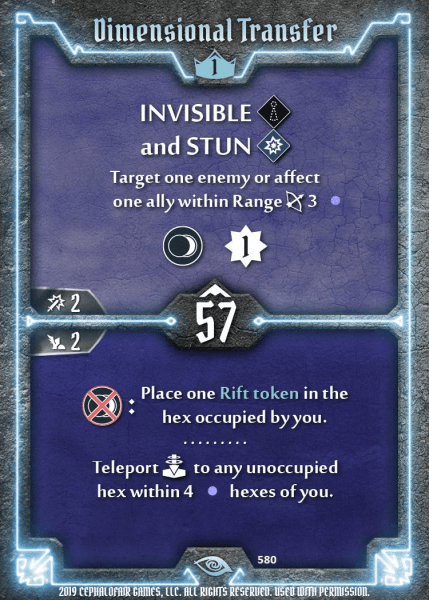 Dimensional Transfer
1
INVISIBLE
and STUN
Target one enemy or affect
one ally within Range 3
1
2
57
2
: Place one Rift token in the
hex occupied by you.
.........
Teleport to any unoccupied
hex within 4 hexes of you.
580
2019 CEPHALOFAIR GAMES, LLC. ALL RIGHTS RESERVED. USED WITH PERMISSION.